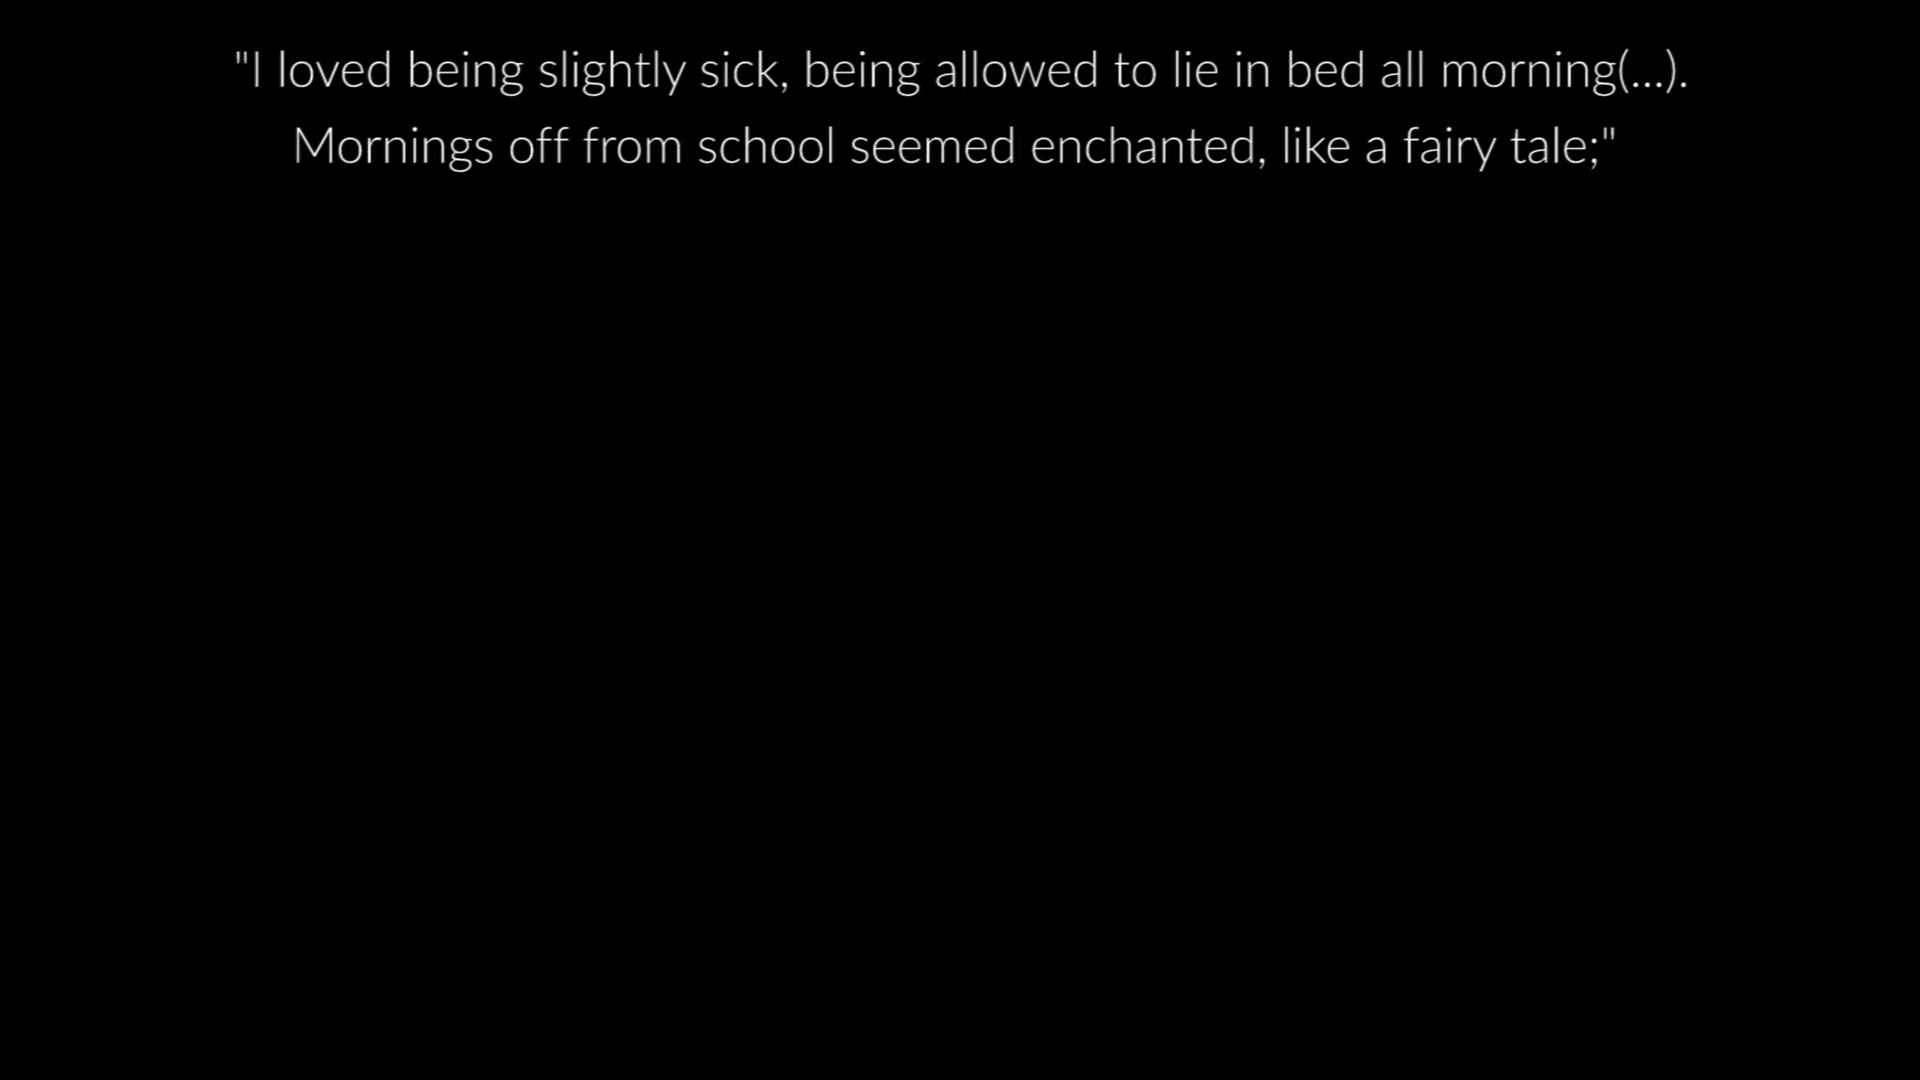 "I loved being slightly sick, being allowed to lie in bed all morning(...).
Mornings off from school seemed enchanted, like a fairy tale;"